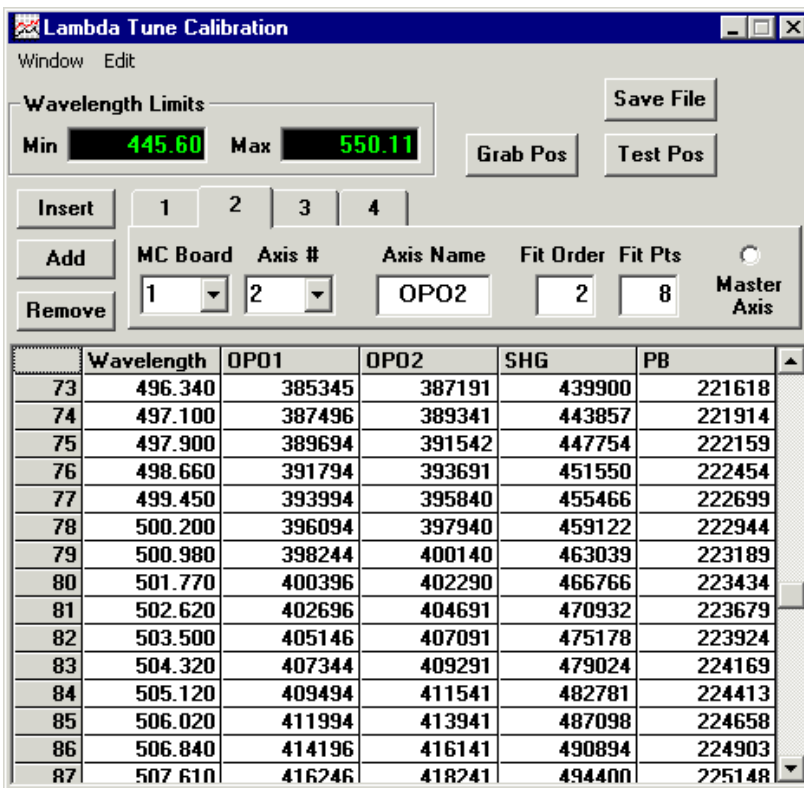 Lambda Tune Calibration
Window Edit
Wavelength Limits
Min 445.60 Max 550.11
Save File
Grab Pos Test Pos
Insert 1 2 3 4
Add
Remove
MC Board Axis # Axis Name Fit Order Fit Pts
1 2 OPO2 2 8
Master
Axis
Wavelength OPO1 OPO2 SHG PB
73 496.340 385345 387191 439900 221618
74 497.100 387496 389341 443857 221914
75 497.900 389694 391542 447754 222159
76 498.660 391794 393691 451550 222454
77 499.450 393994 395840 455466 222699
78 500.200 396094 397940 459122 222944
79 500.980 398244 400140 463039 223189
80 501.770 400396 402290 466766 223434
81 502.620 402696 404691 470932 223679
82 503.500 405146 407091 475178 223924
83 504.320 407344 409291 479024 224169
84 505.120 409494 411541 482781 224413
85 506.020 411994 413941 487098 224658
86 506.840 414196 416141 490894 224903
87 507.610 416246 418241 494400 225148